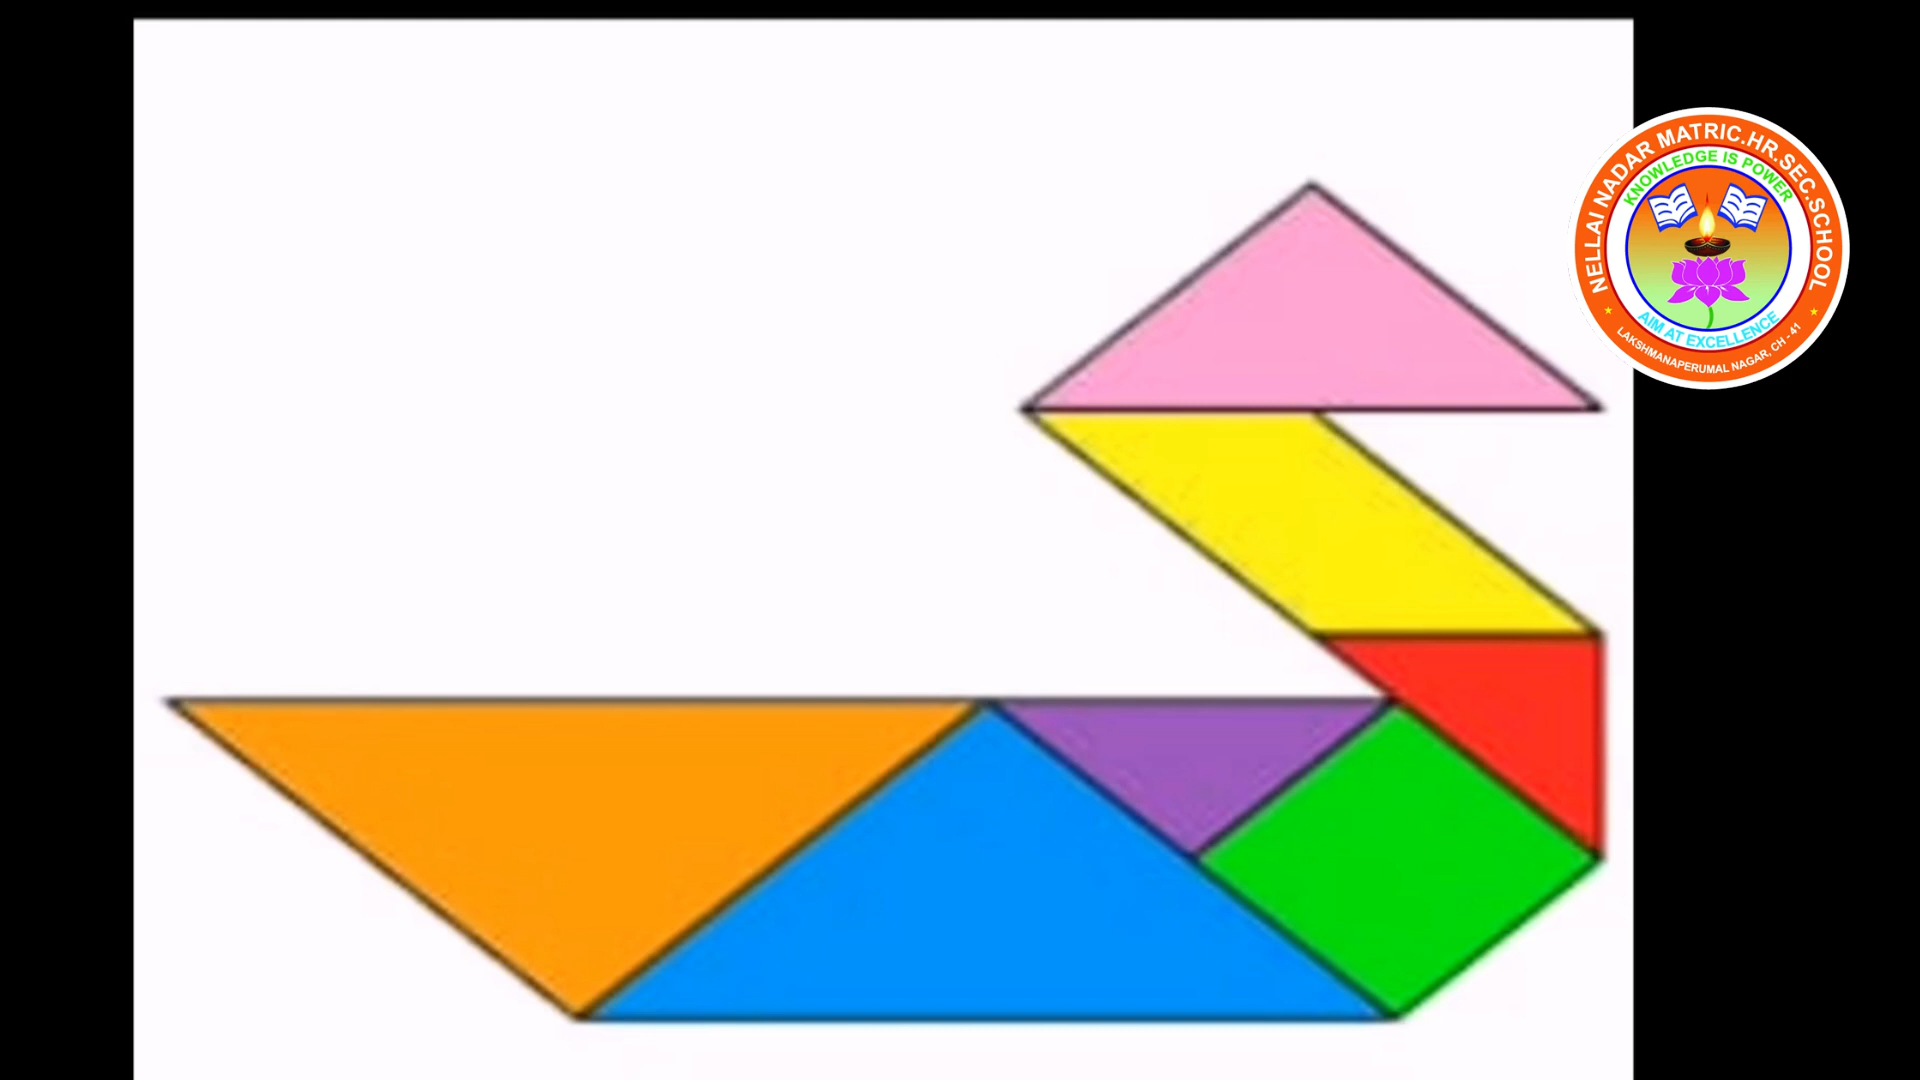 NELLAI NADAR MATRIC.HR.SEC.SCHOOL
KNOWLEDGE IS POWER
AIM AT EXCELLENCE
LAKSHMANAPERUMAL NAGAR, CH - 41